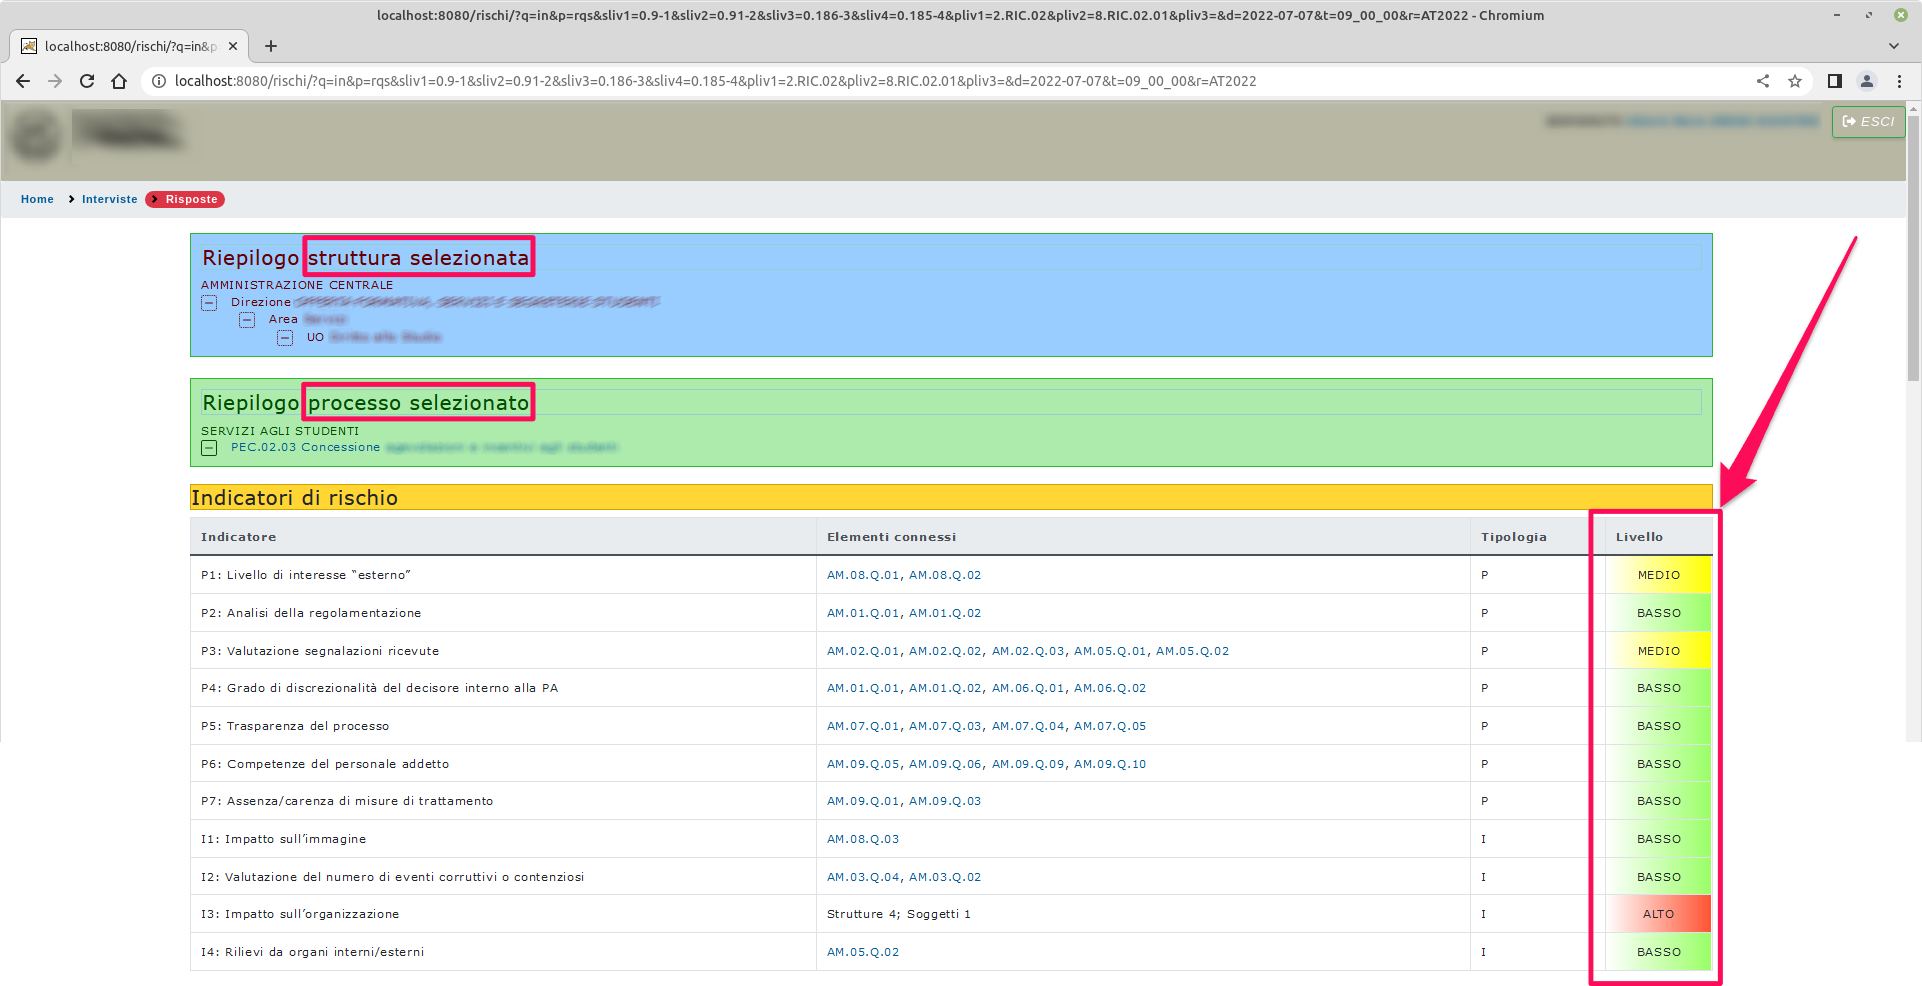 localhost:8080/rischi/?q=in&p=rqs&sliv1=0.9-1&sliv2=0.91-2&sliv3=0.186-3&sliv4=0.185-4&pliv1=2.RIC.02&pliv2=8.RIC.02.01&pliv3=&d=2022-07-07&t=09_00_00&r=AT2022 - Chromium
localhost:8080/rischi/?q=in&p
localhost:8080/rischi/?q=in&p=rqs&sliv1=0.9-1&sliv2=0.91-2&sliv3=0.186-3&sliv4=0.185-4&pliv1=2.RIC.02&pliv2=8.RIC.02.01&pliv3=&d=2022-07-07&t=09_00_00&r=AT2022
ESCI
Home Interviste Risposte
Riepilogo struttura selezionata
AMMINISTRAZIONE CENTRALE
Direzione
Area
UO
Riepilogo processo selezionato
SERVIZI AGLI STUDENTI
PEC.02.03 Concessione
Indicatori di rischio
Indicatore Elementi connessi Tipologia Livello
P1: Livello di interesse “esterno” AM.08.Q.01, AM.08.Q.02 P MEDIO
P2: Analisi della regolamentazione AM.01.Q.01, AM.01.Q.02 P BASSO
P3: Valutazione segnalazioni ricevute AM.02.Q.01, AM.02.Q.02, AM.02.Q.03, AM.05.Q.01, AM.05.Q.02 P MEDIO
P4: Grado di discrezionalità del decisore interno alla PA AM.01.Q.01, AM.01.Q.02, AM.06.Q.01, AM.06.Q.02 P BASSO
P5: Trasparenza del processo AM.07.Q.01, AM.07.Q.03, AM.07.Q.04, AM.07.Q.05 P BASSO
P6: Competenze del personale addetto AM.09.Q.05, AM.09.Q.06, AM.09.Q.09, AM.09.Q.10 P BASSO
P7: Assenza/carenza di misure di trattamento AM.09.Q.01, AM.09.Q.03 P BASSO
I1: Impatto sull’immagine AM.08.Q.03 I BASSO
I2: Valutazione del numero di eventi corruttivi o contenziosi AM.03.Q.04, AM.03.Q.02 I BASSO
I3: Impatto sull’organizzazione Strutture 4; Soggetti 1 I ALTO
I4: Rilievi da organi interni/esterni AM.05.Q.02 I BASSO